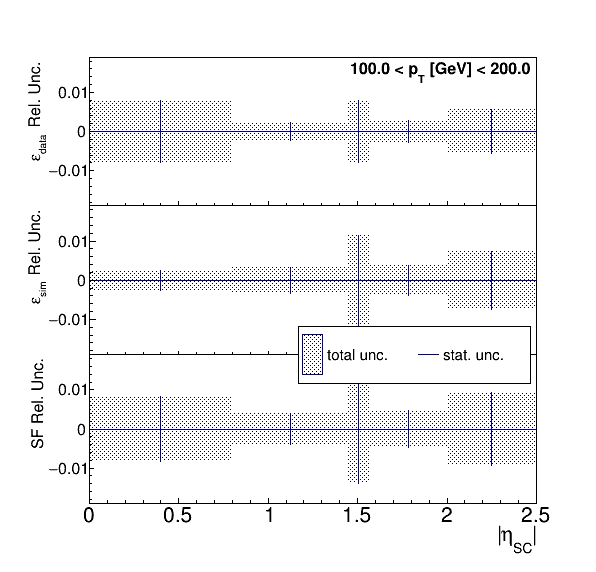 100.0 < p_T [GeV] < 200.0
ε_data Rel. Unc.
0.01
0
−0.01
ε_sim Rel. Unc.
0.01
0
−0.01
total unc. stat. unc.
SF Rel. Unc.
0.01
0
−0.01
0 0.5 1 1.5 2 2.5
|η_SC|